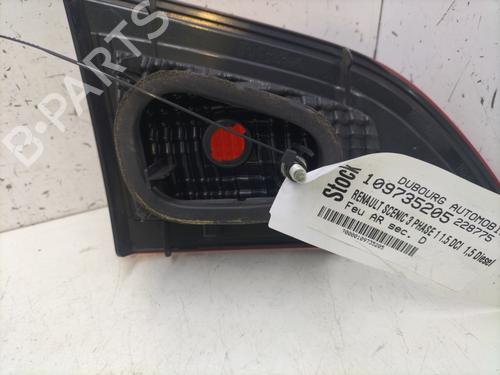 B-PARTS
Stock
DUBOURG AUTOMOBI
109735205 228775
RENAULT SCENIC 3 PHASE 1 1.5 DCI 1,5 Diesel
Feu AR sec. D